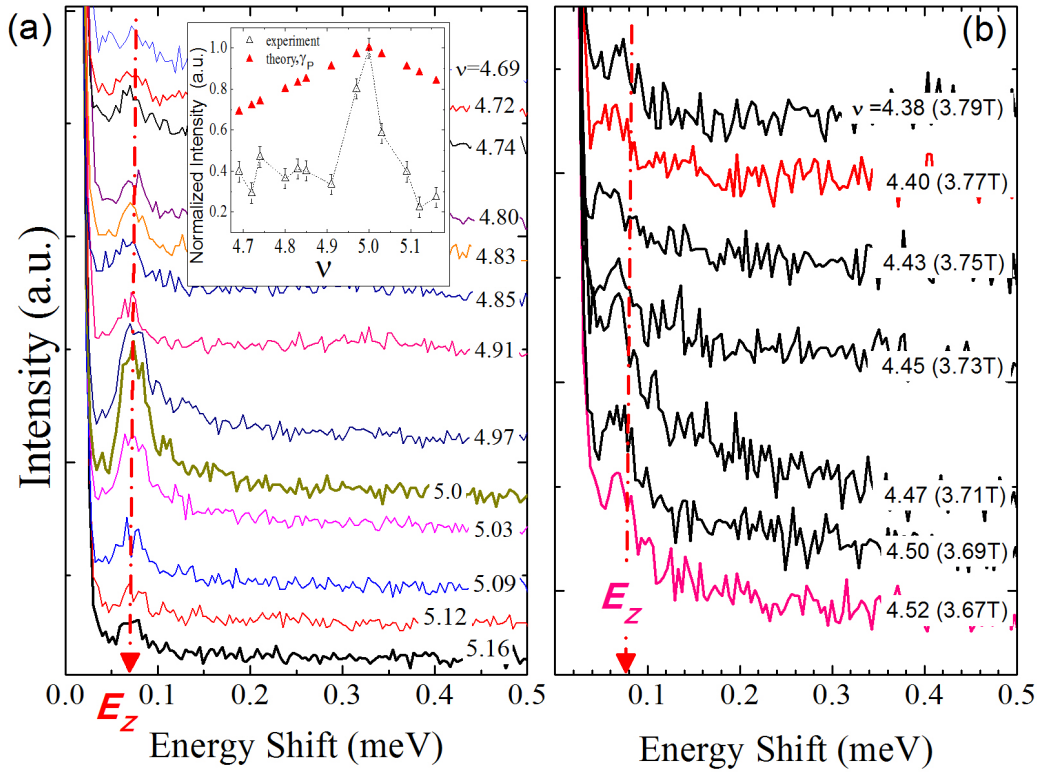 (a)
experiment
theory,γP
Normalized Intensity (a.u.)
1.0
0.8
0.6
0.4
0.2
4.7 4.8 4.9 5.0 5.1
ν
ν=4.69
4.72
4.74
4.80
4.83
4.85
4.91
4.97
5.0
5.03
5.09
5.12
5.16
Intensity (a.u.)
0.0 0.1 0.2 0.3 0.4 0.5
EZ
Energy Shift (meV)
(b)
ν =4.38 (3.79T)
4.40 (3.77T)
4.43 (3.75T)
4.45 (3.73T)
4.47 (3.71T)
4.50 (3.69T)
4.52 (3.67T)
EZ
0.1 0.2 0.3 0.4 0.5
Energy Shift (meV)